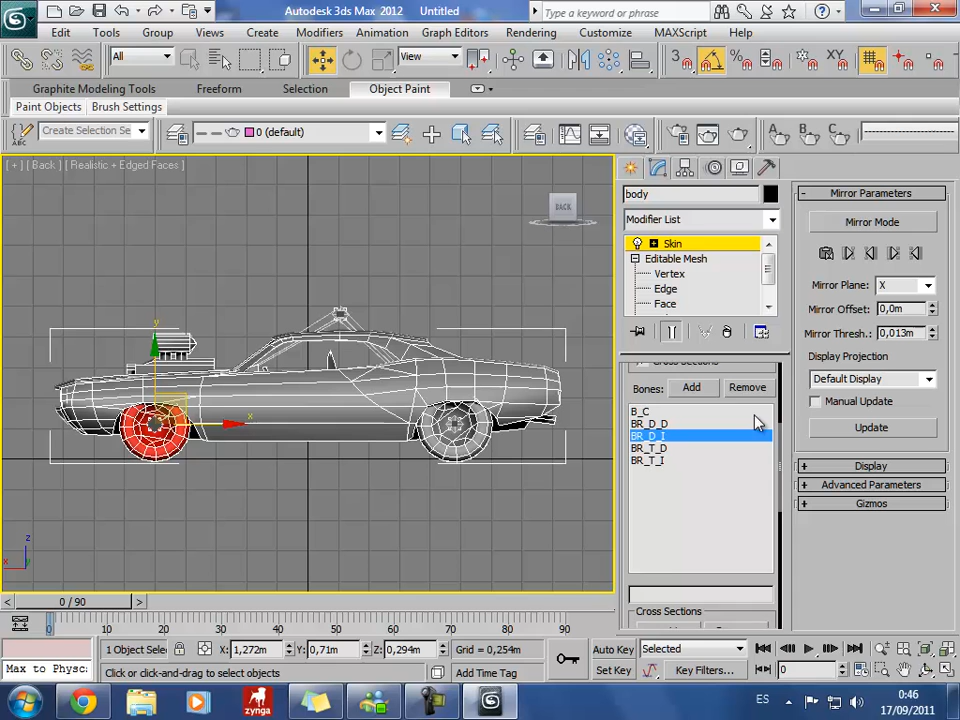 Autodesk 3ds Max 2012 Untitled
Type a keyword or phrase
Edit Tools Group Views Create Modifiers Animation Graph Editors Rendering Customize MAXScript Help
All View 3 % XY
Graphite Modeling Tools Freeform Selection Object Paint
Paint Objects Brush Settings
ABC Create Selection Se 0 (default) A B C
[ + ] [ Back ] [ Realistic + Edged Faces ]
BACK
y
x
z
x
y
body
Modifier List
Skin
Editable Mesh
Vertex
Edge
Face
Cross Sections
Bones: Add Remove
B_C
BR_D_D
BR_D_I
BR_T_D
BR_T_I
Cross Sections
Mirror Parameters
Mirror Mode
Mirror Plane: X
Mirror Offset: 0,0m
Mirror Thresh.: 0,013m
Display Projection
Default Display
Manual Update
Update
Display
Advanced Parameters
Gizmos
< 0 / 90 >
0 10 20 30 40 50 60 70 80 90
1 Object Selec X: 1,272m Y: 0,71m Z: 0,294m Grid = 0,254m Auto Key Selected
Max to Physc Click or click-and-drag to select objects Add Time Tag Set Key Key Filters... 0
zynga
ES 0:46
17/09/2011